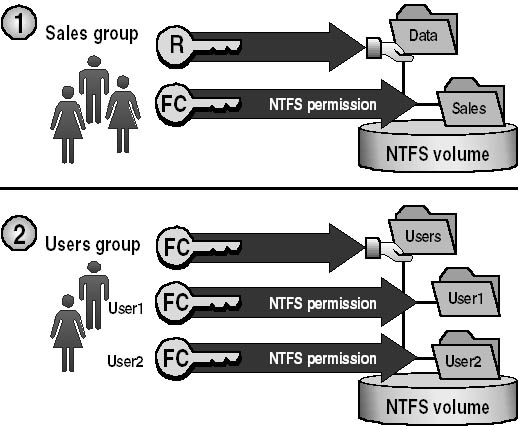 1
Sales group
R
Data
FC
NTFS permission
Sales
NTFS volume
2
Users group
FC
Users
User1
FC
NTFS permission
User1
User2
FC
NTFS permission
User2
NTFS volume